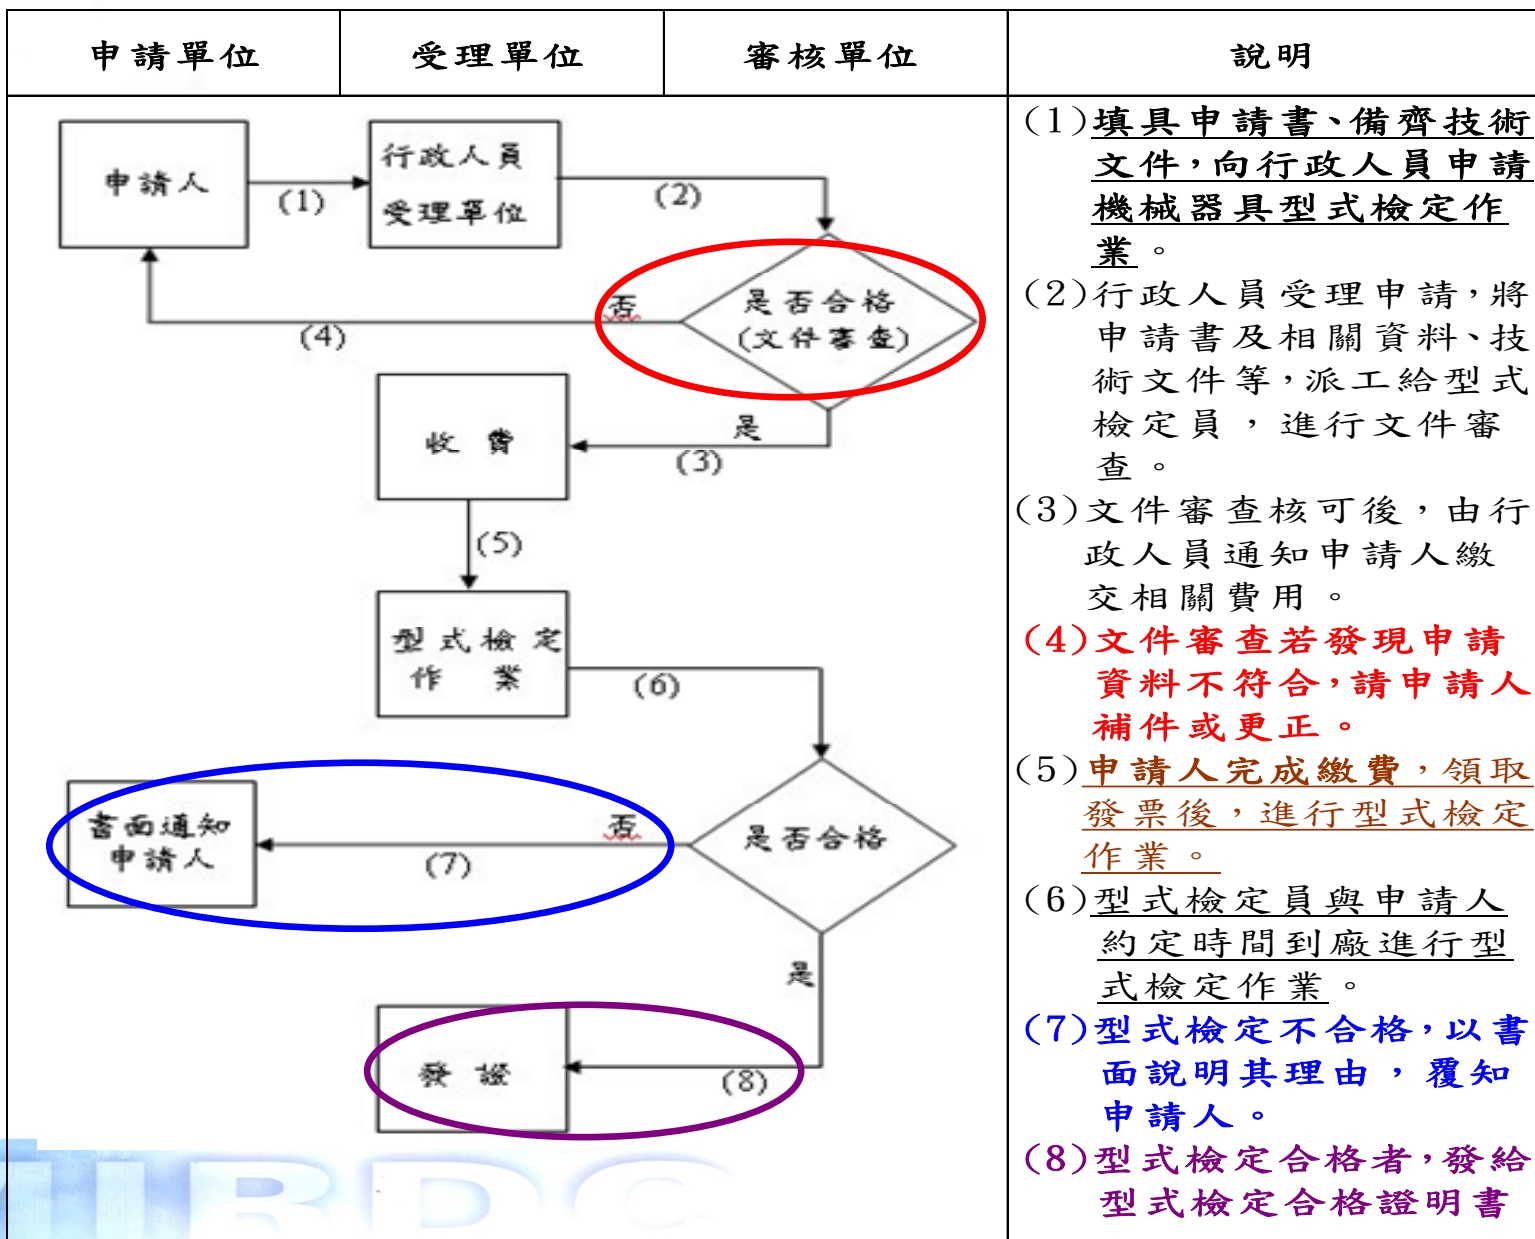 申請單位
受理單位
審核單位
說明
申請人
(1)
行政人員
受理單位
(2)
是否合格
(文件審查)
否
(4)
是
(3)
收費
(5)
型式檢定
作業
(6)
是否合格
否
(7)
書面通知
申請人
是
(8)
發證
(1)填具申請書、備齊技術
文件，向行政人員申請
機械器具型式檢定作
業。
(2)行政人員受理申請，將
申請書及相關資料、技
術文件等，派工給型式
檢定員，進行文件審
查。
(3)文件審查核可後，由行
政人員通知申請人繳
交相關費用。
(4)文件審查若發現申請
資料不符合，請申請人
補件或更正。
(5)申請人完成繳費，領取
發票後，進行型式檢定
作業。
(6)型式檢定員與申請人
約定時間到廠進行型
式檢定作業。
(7)型式檢定不合格，以書
面說明其理由，覆知
申請人。
(8)型式檢定合格者，發給
型式檢定合格證明書